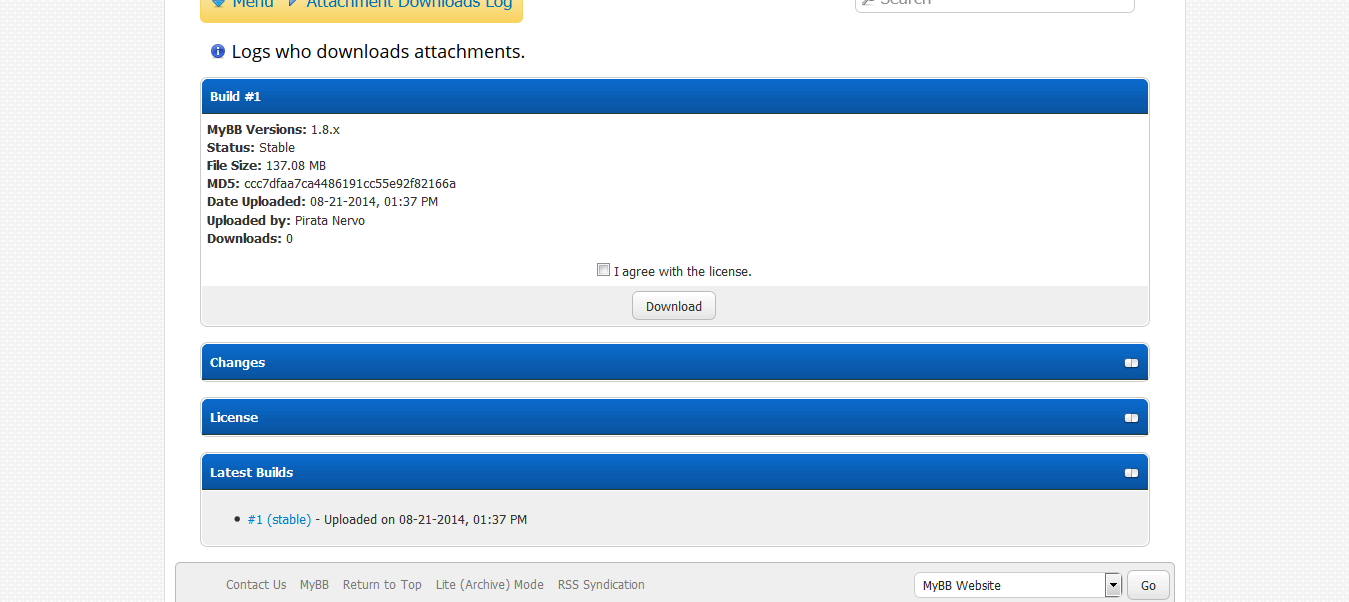 Menu Attachment Downloads Log
Search
Logs who downloads attachments.
Build #1
MyBB Versions: 1.8.x
Status: Stable
File Size: 137.08 MB
MD5: ccc7dfaa7ca4486191cc55e92f82166a
Date Uploaded: 08-21-2014, 01:37 PM
Uploaded by: Pirata Nervo
Downloads: 0
I agree with the license.
Download
Changes
License
Latest Builds
#1 (stable) - Uploaded on 08-21-2014, 01:37 PM
Contact Us MyBB Return to Top Lite (Archive) Mode RSS Syndication
MyBB Website Go